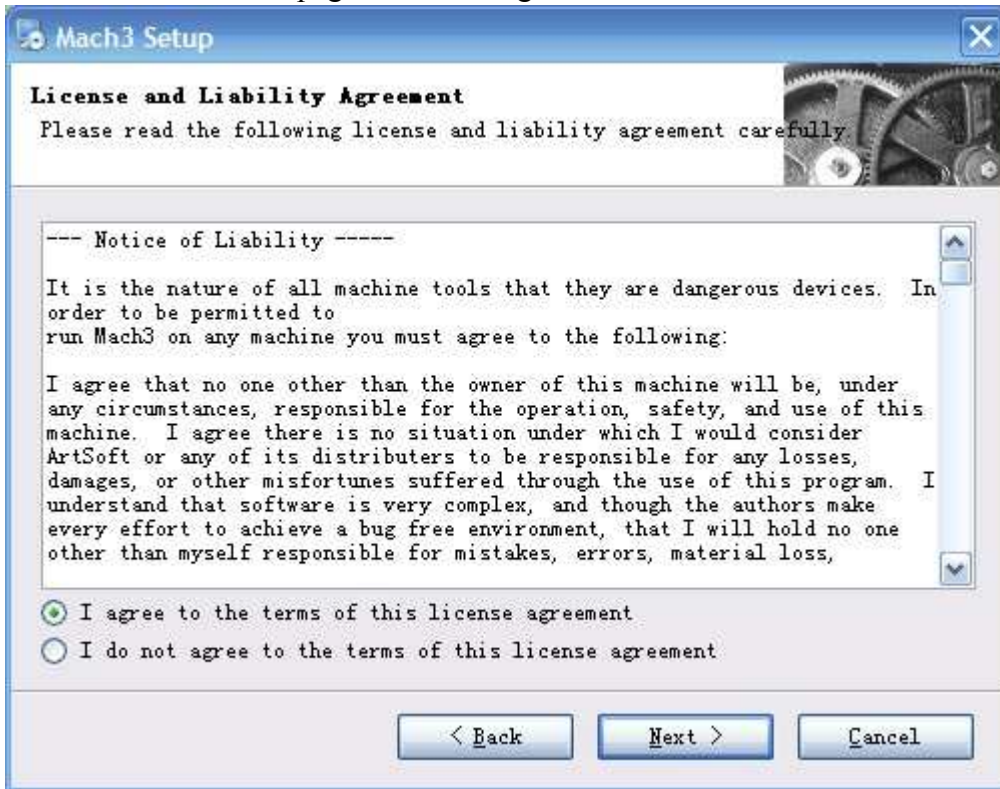 Mach3 Setup
License and Liability Agreement
Please read the following license and liability agreement carefully.
--- Notice of Liability -----
It is the nature of all machine tools that they are dangerous devices.  In
order to be permitted to
run Mach3 on any machine you must agree to the following:
I agree that no one other than the owner of this machine will be, under
any circumstances, responsible for the operation, safety, and use of this
machine.  I agree there is no situation under which I would consider
ArtSoft or any of its distributers to be responsible for any losses,
damages, or other misfortunes suffered through the use of this program.  I
understand that software is very complex, and though the authors make
every effort to achieve a bug free environment, that I will hold no one
other than myself responsible for mistakes, errors, material loss,
I agree to the terms of this license agreement
I do not agree to the terms of this license agreement
< Back
Next >
Cancel